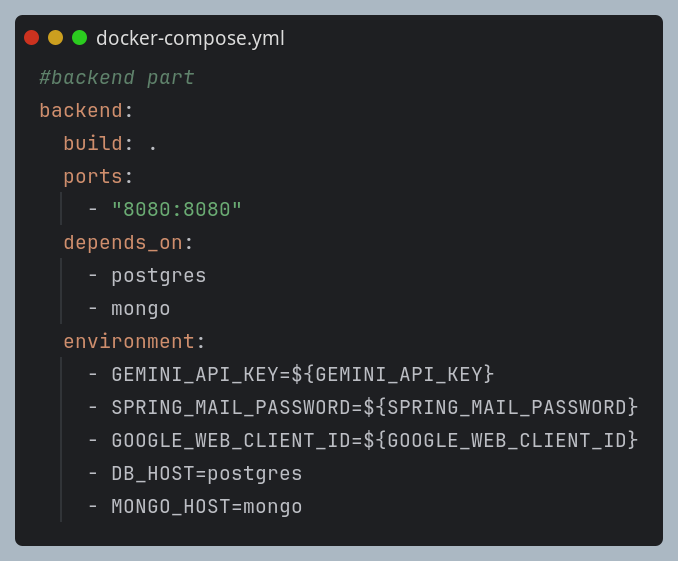 docker-compose.yml
#backend part
backend:
  build: .
  ports:
    - "8080:8080"
  depends_on:
    - postgres
    - mongo
  environment:
    - GEMINI_API_KEY=${GEMINI_API_KEY}
    - SPRING_MAIL_PASSWORD=${SPRING_MAIL_PASSWORD}
    - GOOGLE_WEB_CLIENT_ID=${GOOGLE_WEB_CLIENT_ID}
    - DB_HOST=postgres
    - MONGO_HOST=mongo